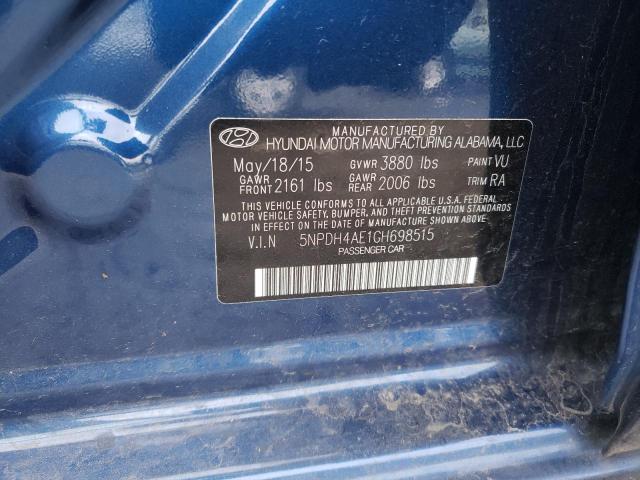 MANUFACTURED BY
HYUNDAI MOTOR MANUFACTURING ALABAMA, LLC
May/18/15 GVWR 3880 lbs PAINT VU
GAWR FRONT 2161 lbs GAWR REAR 2006 lbs TRIM RA
THIS VEHICLE CONFORMS TO ALL APPLICABLE U.S.A FEDERAL
MOTOR VEHICLE SAFETY, BUMPER, AND THEFT PREVENTION
STANDARDS IN EFFECT ON THE DATE OF MANUFACTURE SHOWN ABOVE.
V.I.N 5NPDH4AE1GH698515
PASSENGER CAR